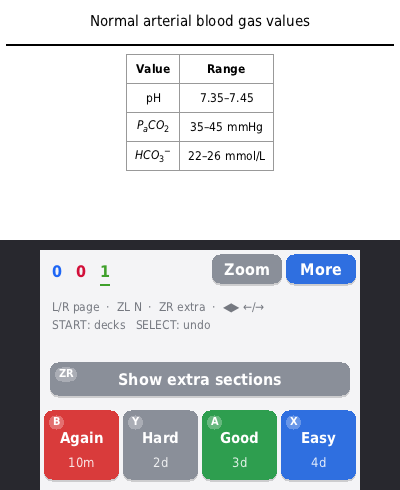 Normal arterial blood gas values
Value Range
pH 7.35–7.45
PaCO2 35–45 mmHg
HCO3− 22–26 mmol/L
0 0 1
Zoom More
L/R page · ZL N · ZR extra · ◀▶ ←/→
START: decks SELECT: undo
ZR Show extra sections
B Again 10m
Y Hard 2d
A Good 3d
X Easy 4d